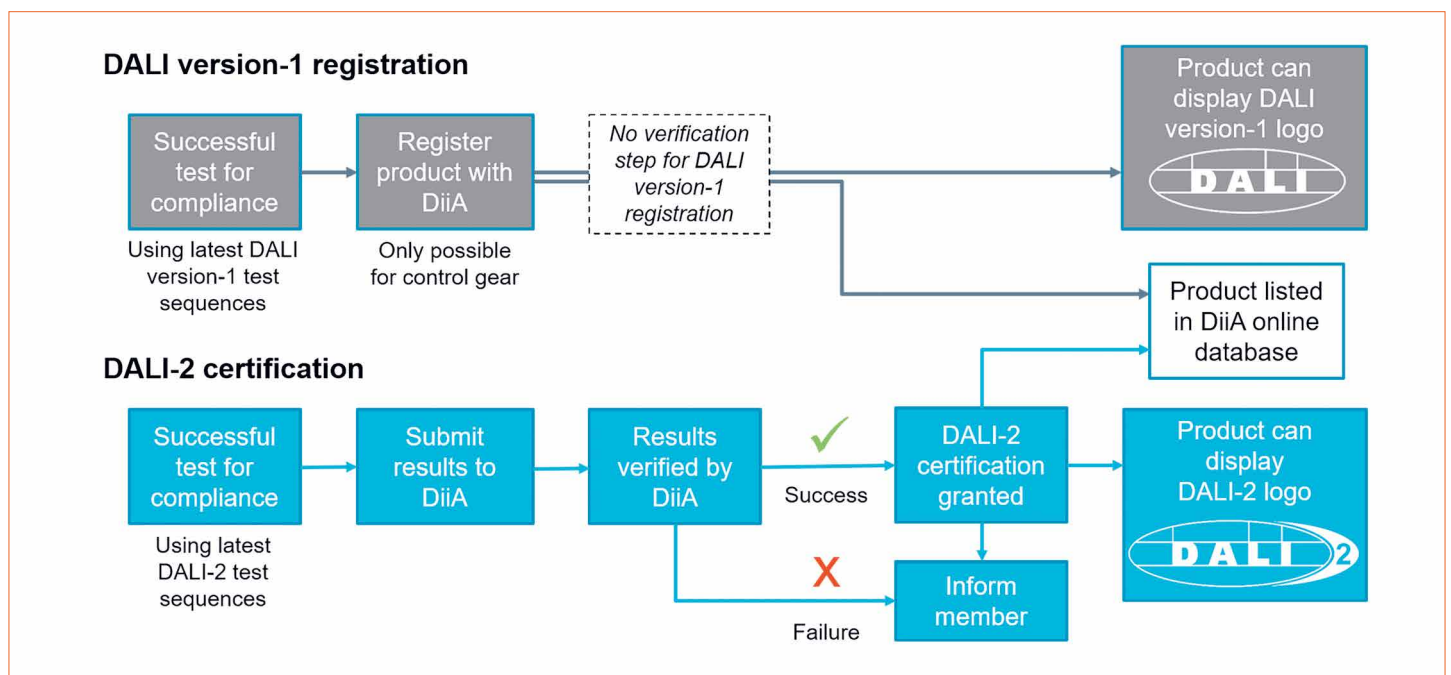 DALI version-1 registration
Successful
test for
compliance
Using latest DALI
version-1 test
sequences
Register
product with
DiiA
Only possible
for control gear
No verification
step for DALI
version-1
registration
Product can
display DALI
version-1 logo
DALI
Product listed
in DiiA online
database
DALI-2 certification
Successful
test for
compliance
Using latest
DALI-2 test
sequences
Submit
results to
DiiA
Results
verified by
DiiA
Success
X
Failure
DALI-2
certification
granted
Inform
member
Product can
display
DALI-2 logo
DALI 2